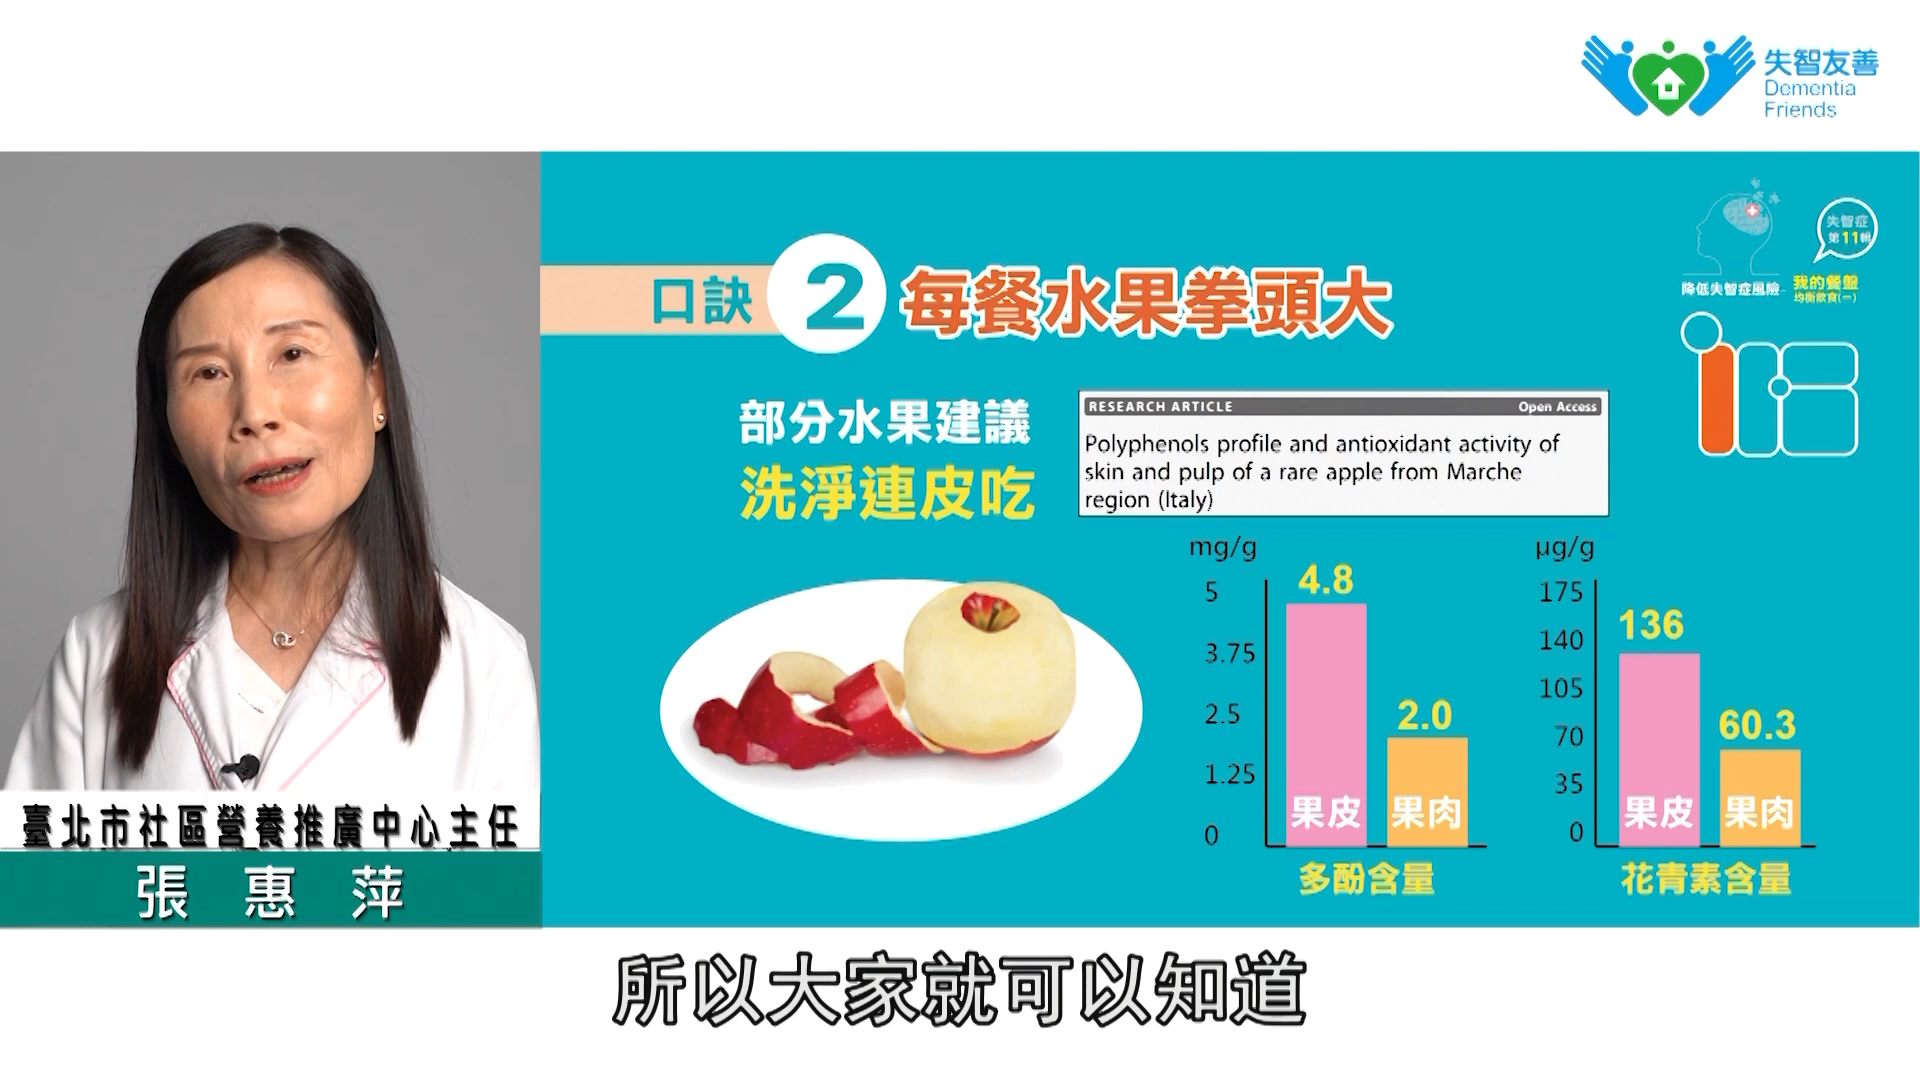 失智友善
Dementia
Friends
失智症
第11輯
降低失智症風險
我的餐盤
均衡飲食(一)
口訣 2 每餐水果拳頭大
部分水果建議
洗淨連皮吃
RESEARCH ARTICLE Open Access
Polyphenols profile and antioxidant activity of
skin and pulp of a rare apple from Marche
region (Italy)
mg/g
5
3.75
2.5
1.25
0
4.8
2.0
果皮
果肉
多酚含量
µg/g
175
140
105
70
35
0
136
60.3
果皮
果肉
花青素含量
臺北市社區營養推廣中心主任
張惠萍
所以大家就可以知道